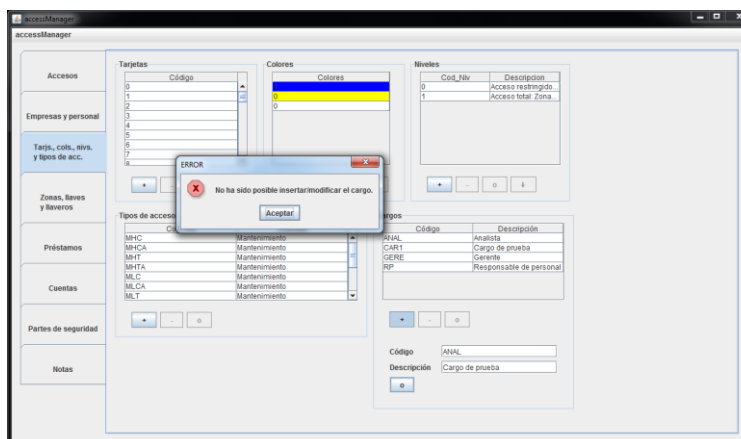 accessManager
accessManager
Accesos
Empresas y personal
Tarjs., cols., nivs.
y tipos de acc.
Zonas, llaves
y llaveros
Préstamos
Cuentas
Partes de seguridad
Notas
Tarjetas
Código
0
1
2
3
4
5
6
7
+
Colores
Colores
0
0
Niveles
Cod_Niv Descripcion
0 Acceso restringido...
1 Acceso total: Zona...
+ - o
ERROR
No ha sido posible insertar/modificar el cargo.
Aceptar
Tipos de acceso
MHC Mantenimiento
MHCA Mantenimiento
MHT Mantenimiento
MHTA Mantenimiento
MLC Mantenimiento
MLCA Mantenimiento
MLT Mantenimiento
+ - o
Código Descripción
ANAL Analista
CAR1 Cargo de prueba
GERE Gerente
RP Responsable de personal
+ - o
Código ANAL
Descripción Cargo de prueba
o